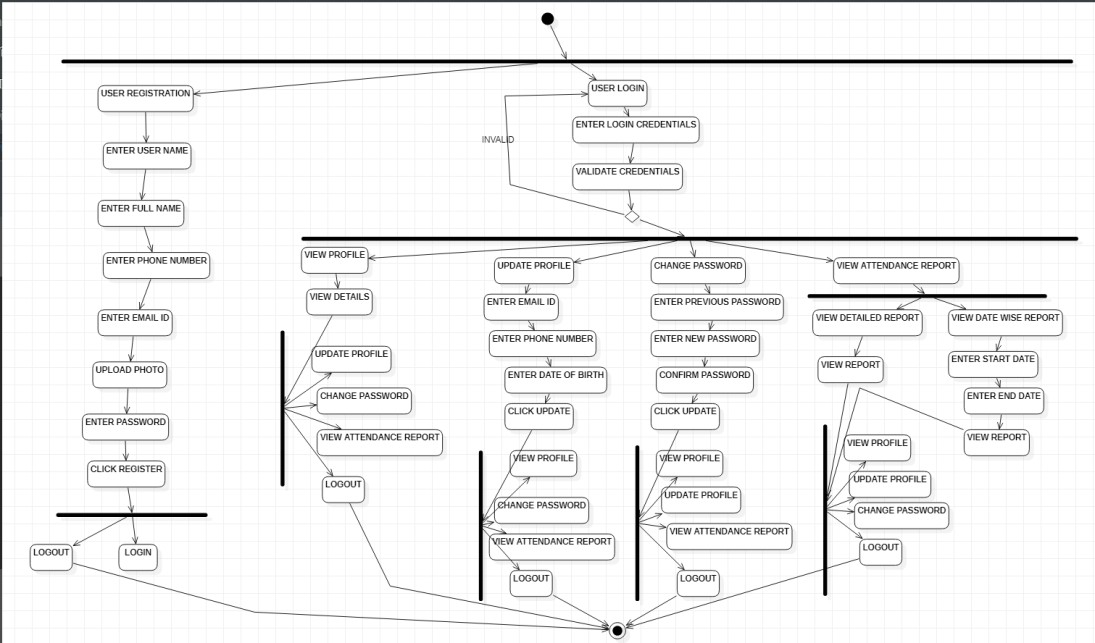 USER REGISTRATION
ENTER USER NAME
ENTER FULL NAME
ENTER PHONE NUMBER
ENTER EMAIL ID
UPLOAD PHOTO
ENTER PASSWORD
CLICK REGISTER
LOGOUT
LOGIN
USER LOGIN
ENTER LOGIN CREDENTIALS
INVALID
VALIDATE CREDENTIALS
VIEW PROFILE
VIEW DETAILS
UPDATE PROFILE
CHANGE PASSWORD
VIEW ATTENDANCE REPORT
LOGOUT
UPDATE PROFILE
ENTER EMAIL ID
ENTER PHONE NUMBER
ENTER DATE OF BIRTH
CLICK UPDATE
VIEW PROFILE
CHANGE PASSWORD
VIEW ATTENDANCE REPORT
LOGOUT
CHANGE PASSWORD
ENTER PREVIOUS PASSWORD
ENTER NEW PASSWORD
CONFIRM PASSWORD
CLICK UPDATE
VIEW PROFILE
UPDATE PROFILE
VIEW ATTENDANCE REPORT
LOGOUT
VIEW ATTENDANCE REPORT
VIEW DETAILED REPORT
VIEW REPORT
VIEW DATE WISE REPORT
ENTER START DATE
ENTER END DATE
VIEW REPORT
VIEW PROFILE
UPDATE PROFILE
CHANGE PASSWORD
LOGOUT